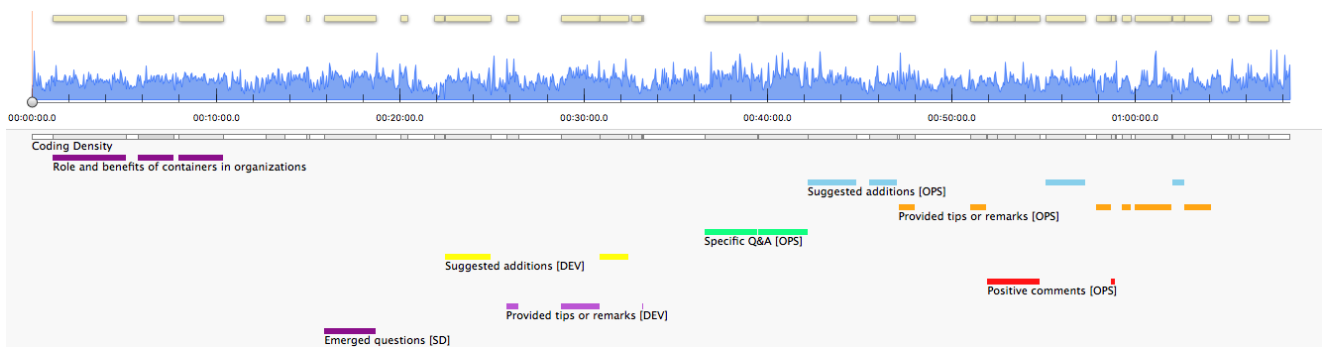 00:00:00.0 00:10:00.0 00:20:00.0 00:30:00.0 00:40:00.0 00:50:00.0 01:00:00.0
Coding Density
Role and benefits of containers in organizations
Suggested additions [OPS]
Provided tips or remarks [OPS]
Specific Q&A [OPS]
Suggested additions [DEV]
Positive comments [OPS]
Provided tips or remarks [DEV]
Emerged questions [SD]